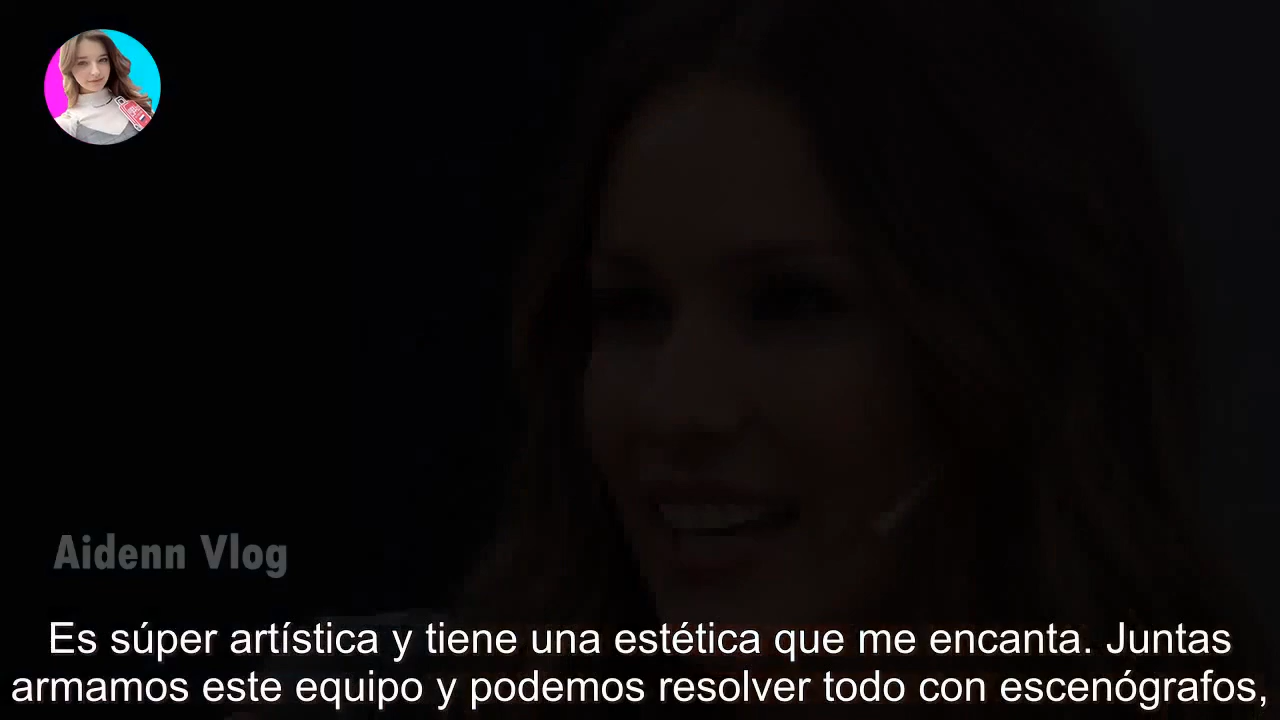 Aidenn Vlog
Es súper artística y tiene una estética que me encanta. Juntas
armamos este equipo y podemos resolver todo con escenógrafos,